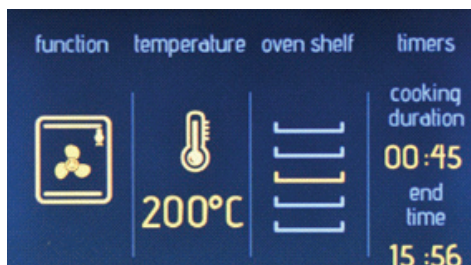 function temperature oven shelf timers
cooking
duration
00:45
200°C
end
time
15:56